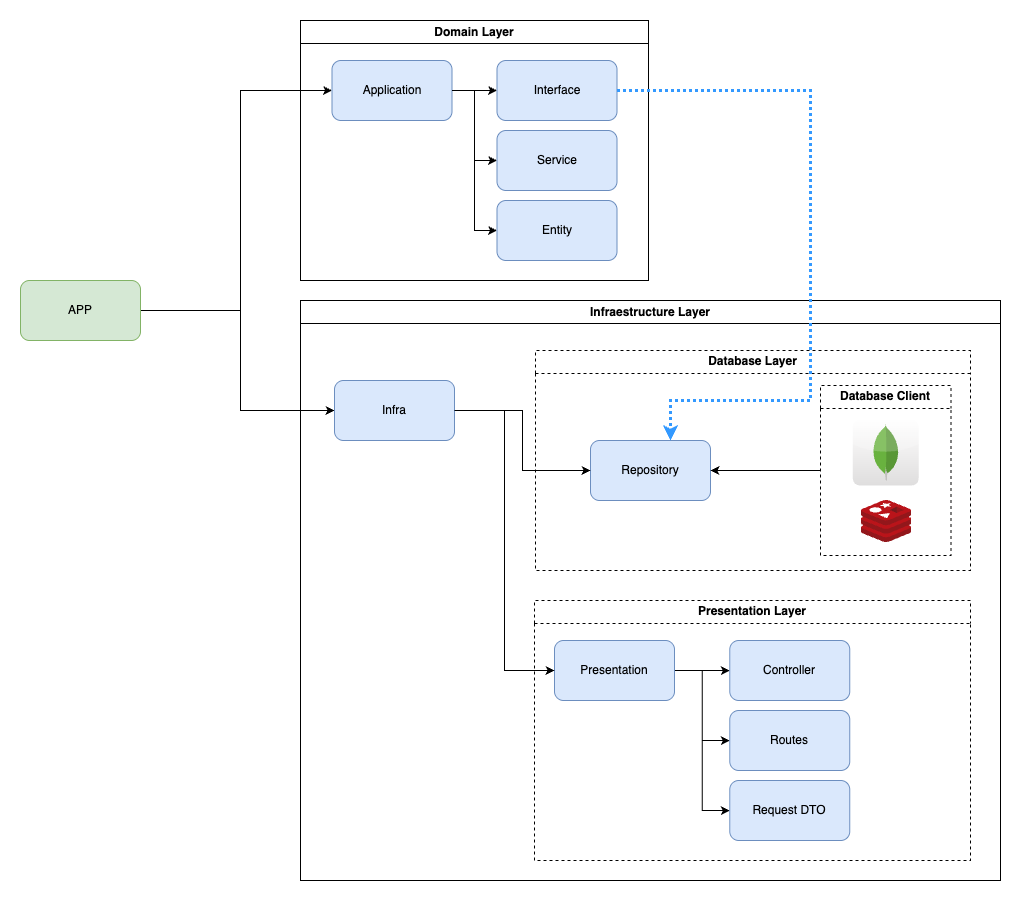 Domain Layer
Application
Interface
Service
Entity
APP
Infraestructure Layer
Infra
Database Layer
Database Client
Repository
Presentation Layer
Presentation
Controller
Routes
Request DTO